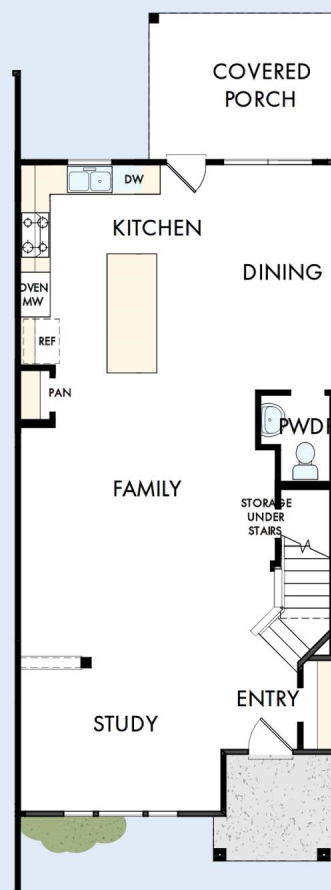 COVERED
PORCH
DW
KITCHEN
DINING
OVEN
MW
REF
PAN
PWDR
FAMILY
STORAGE
UNDER
STAIRS
ENTRY
STUDY